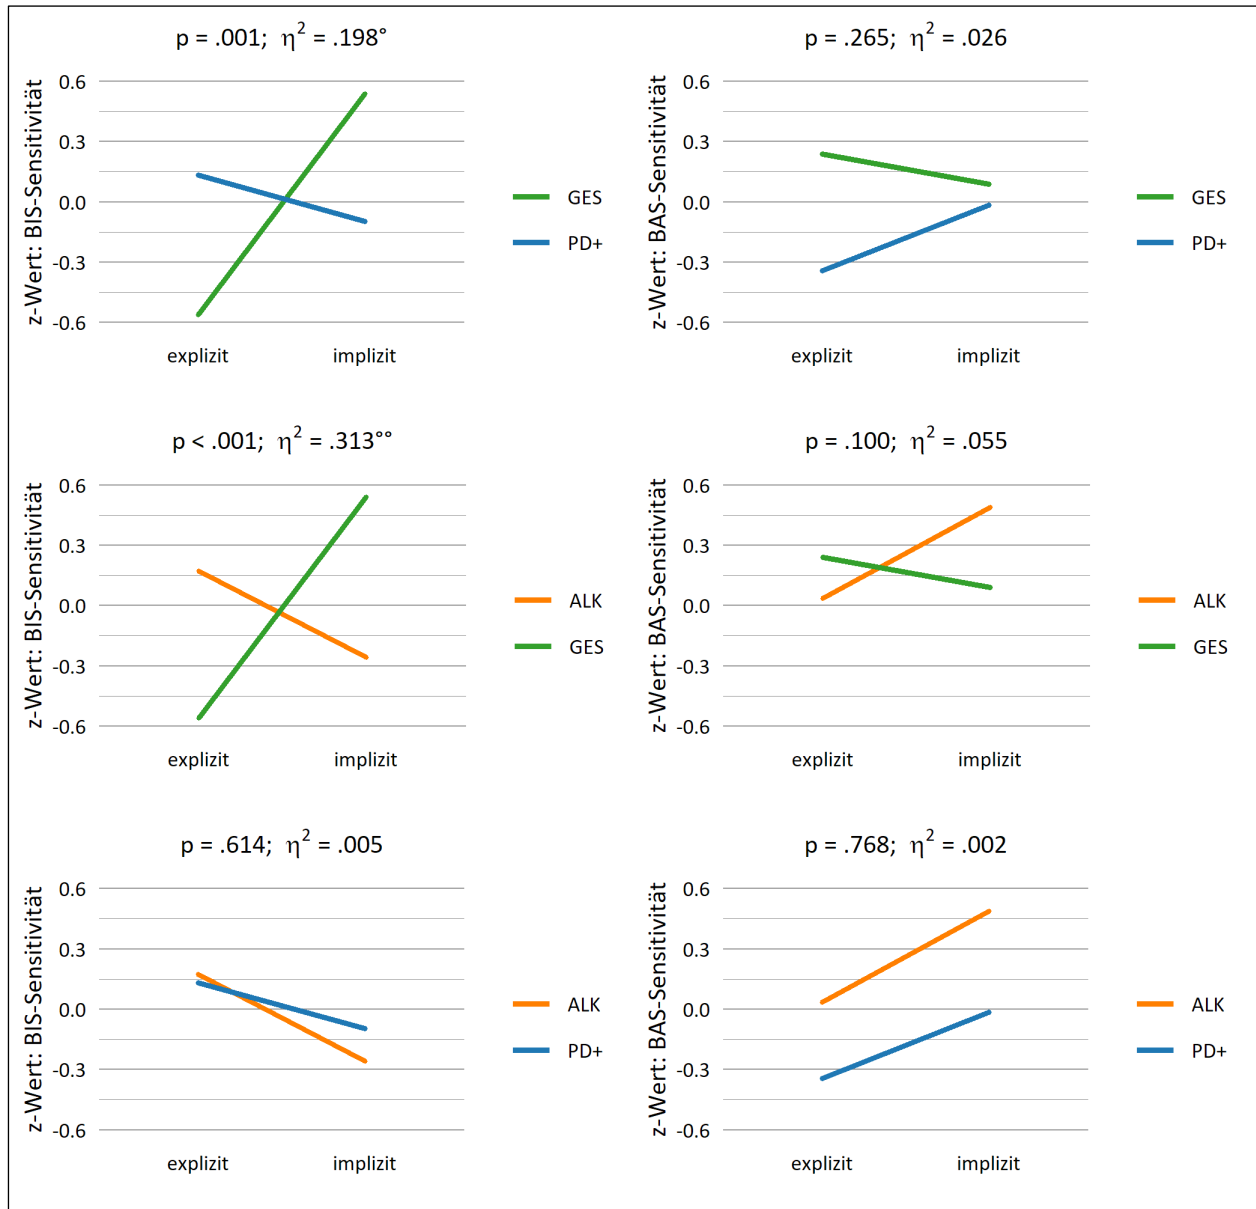 p = .001;  η² = .198°
z-Wert: BIS-Sensitivität
0.6
0.3
0.0
-0.3
-0.6
explizit implizit
GES
PD+
p = .265;  η² = .026
z-Wert: BAS-Sensitivität
0.6
0.3
0.0
-0.3
-0.6
explizit implizit
GES
PD+
p < .001;  η² = .313°°
z-Wert: BIS-Sensitivität
0.6
0.3
0.0
-0.3
-0.6
explizit implizit
ALK
GES
p = .100;  η² = .055
z-Wert: BAS-Sensitivität
0.6
0.3
0.0
-0.3
-0.6
explizit implizit
ALK
GES
p = .614;  η² = .005
z-Wert: BIS-Sensitivität
0.6
0.3
0.0
-0.3
-0.6
explizit implizit
ALK
PD+
p = .768;  η² = .002
z-Wert: BAS-Sensitivität
0.6
0.3
0.0
-0.3
-0.6
explizit implizit
ALK
PD+